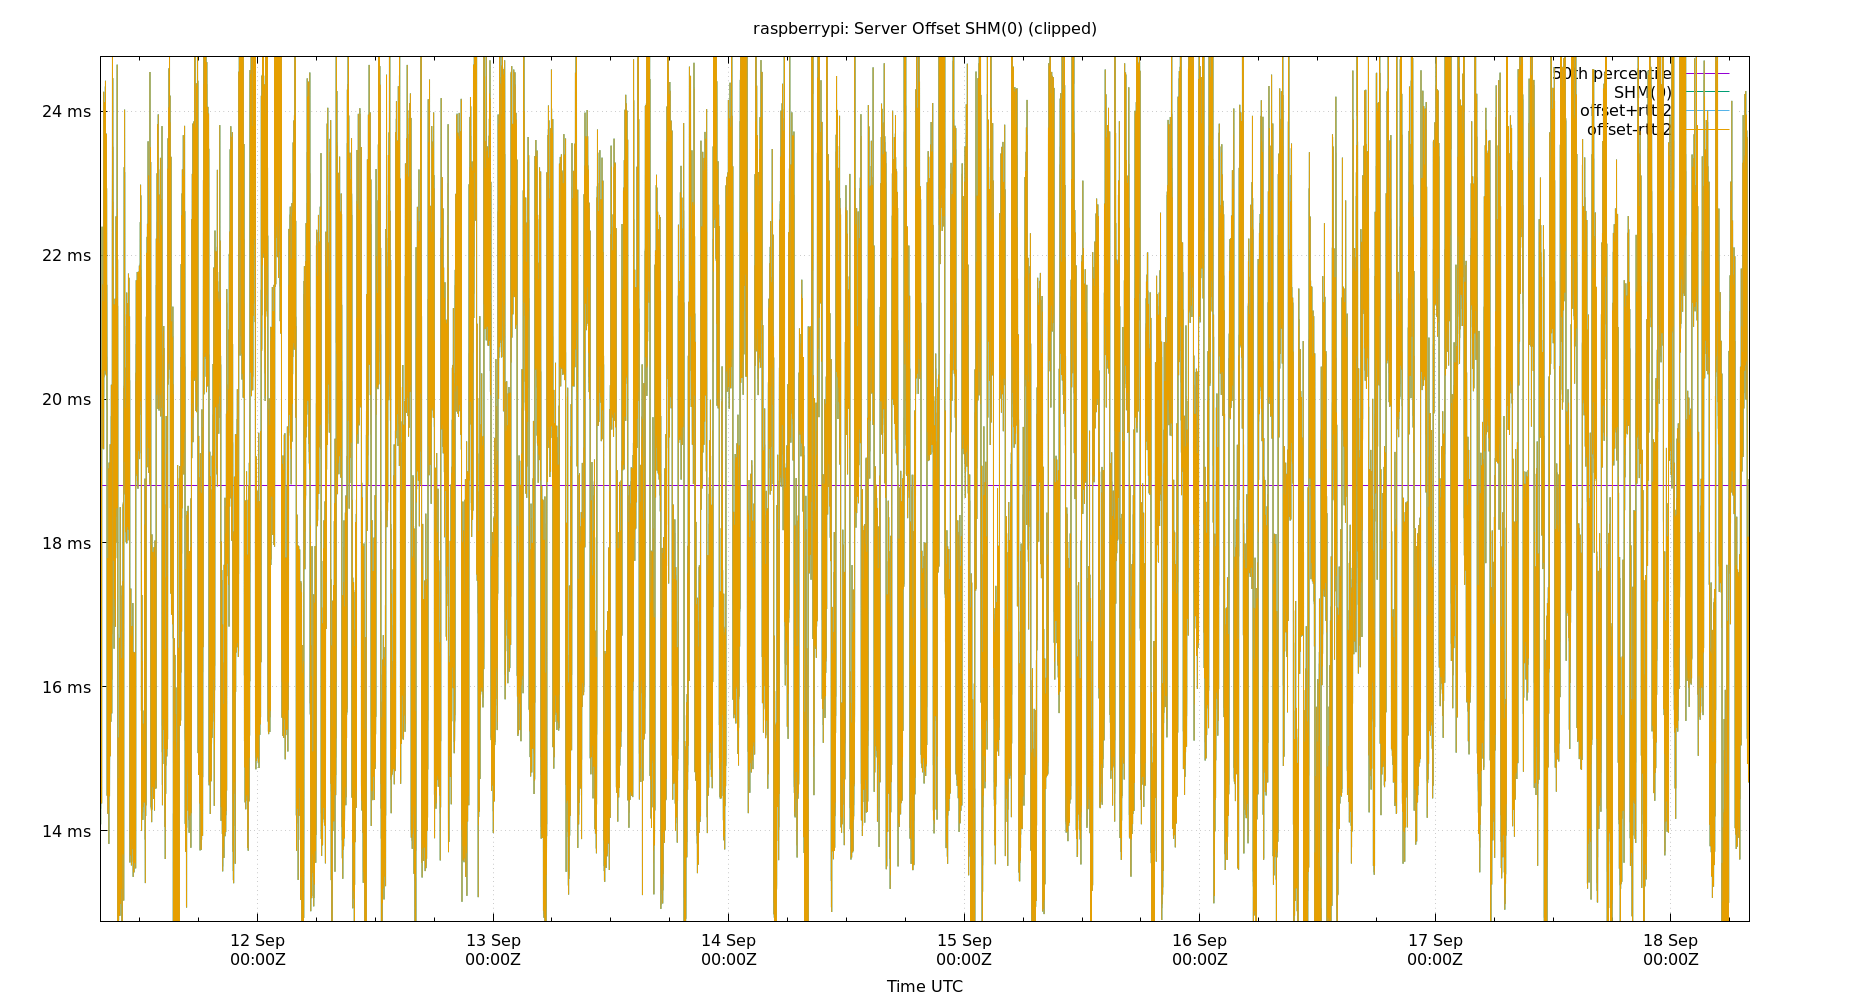 raspberrypi: Server Offset SHM(0) (clipped)
50th percentile
SHM(0)
offset+rtt/2
offset-rtt/2
24 ms
22 ms
20 ms
18 ms
16 ms
14 ms
12 Sep
00:00Z
13 Sep
00:00Z
14 Sep
00:00Z
15 Sep
00:00Z
16 Sep
00:00Z
17 Sep
00:00Z
18 Sep
00:00Z
Time UTC